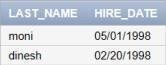 LAST_NAME HIRE_DATE
moni 05/01/1998
dinesh 02/20/1998